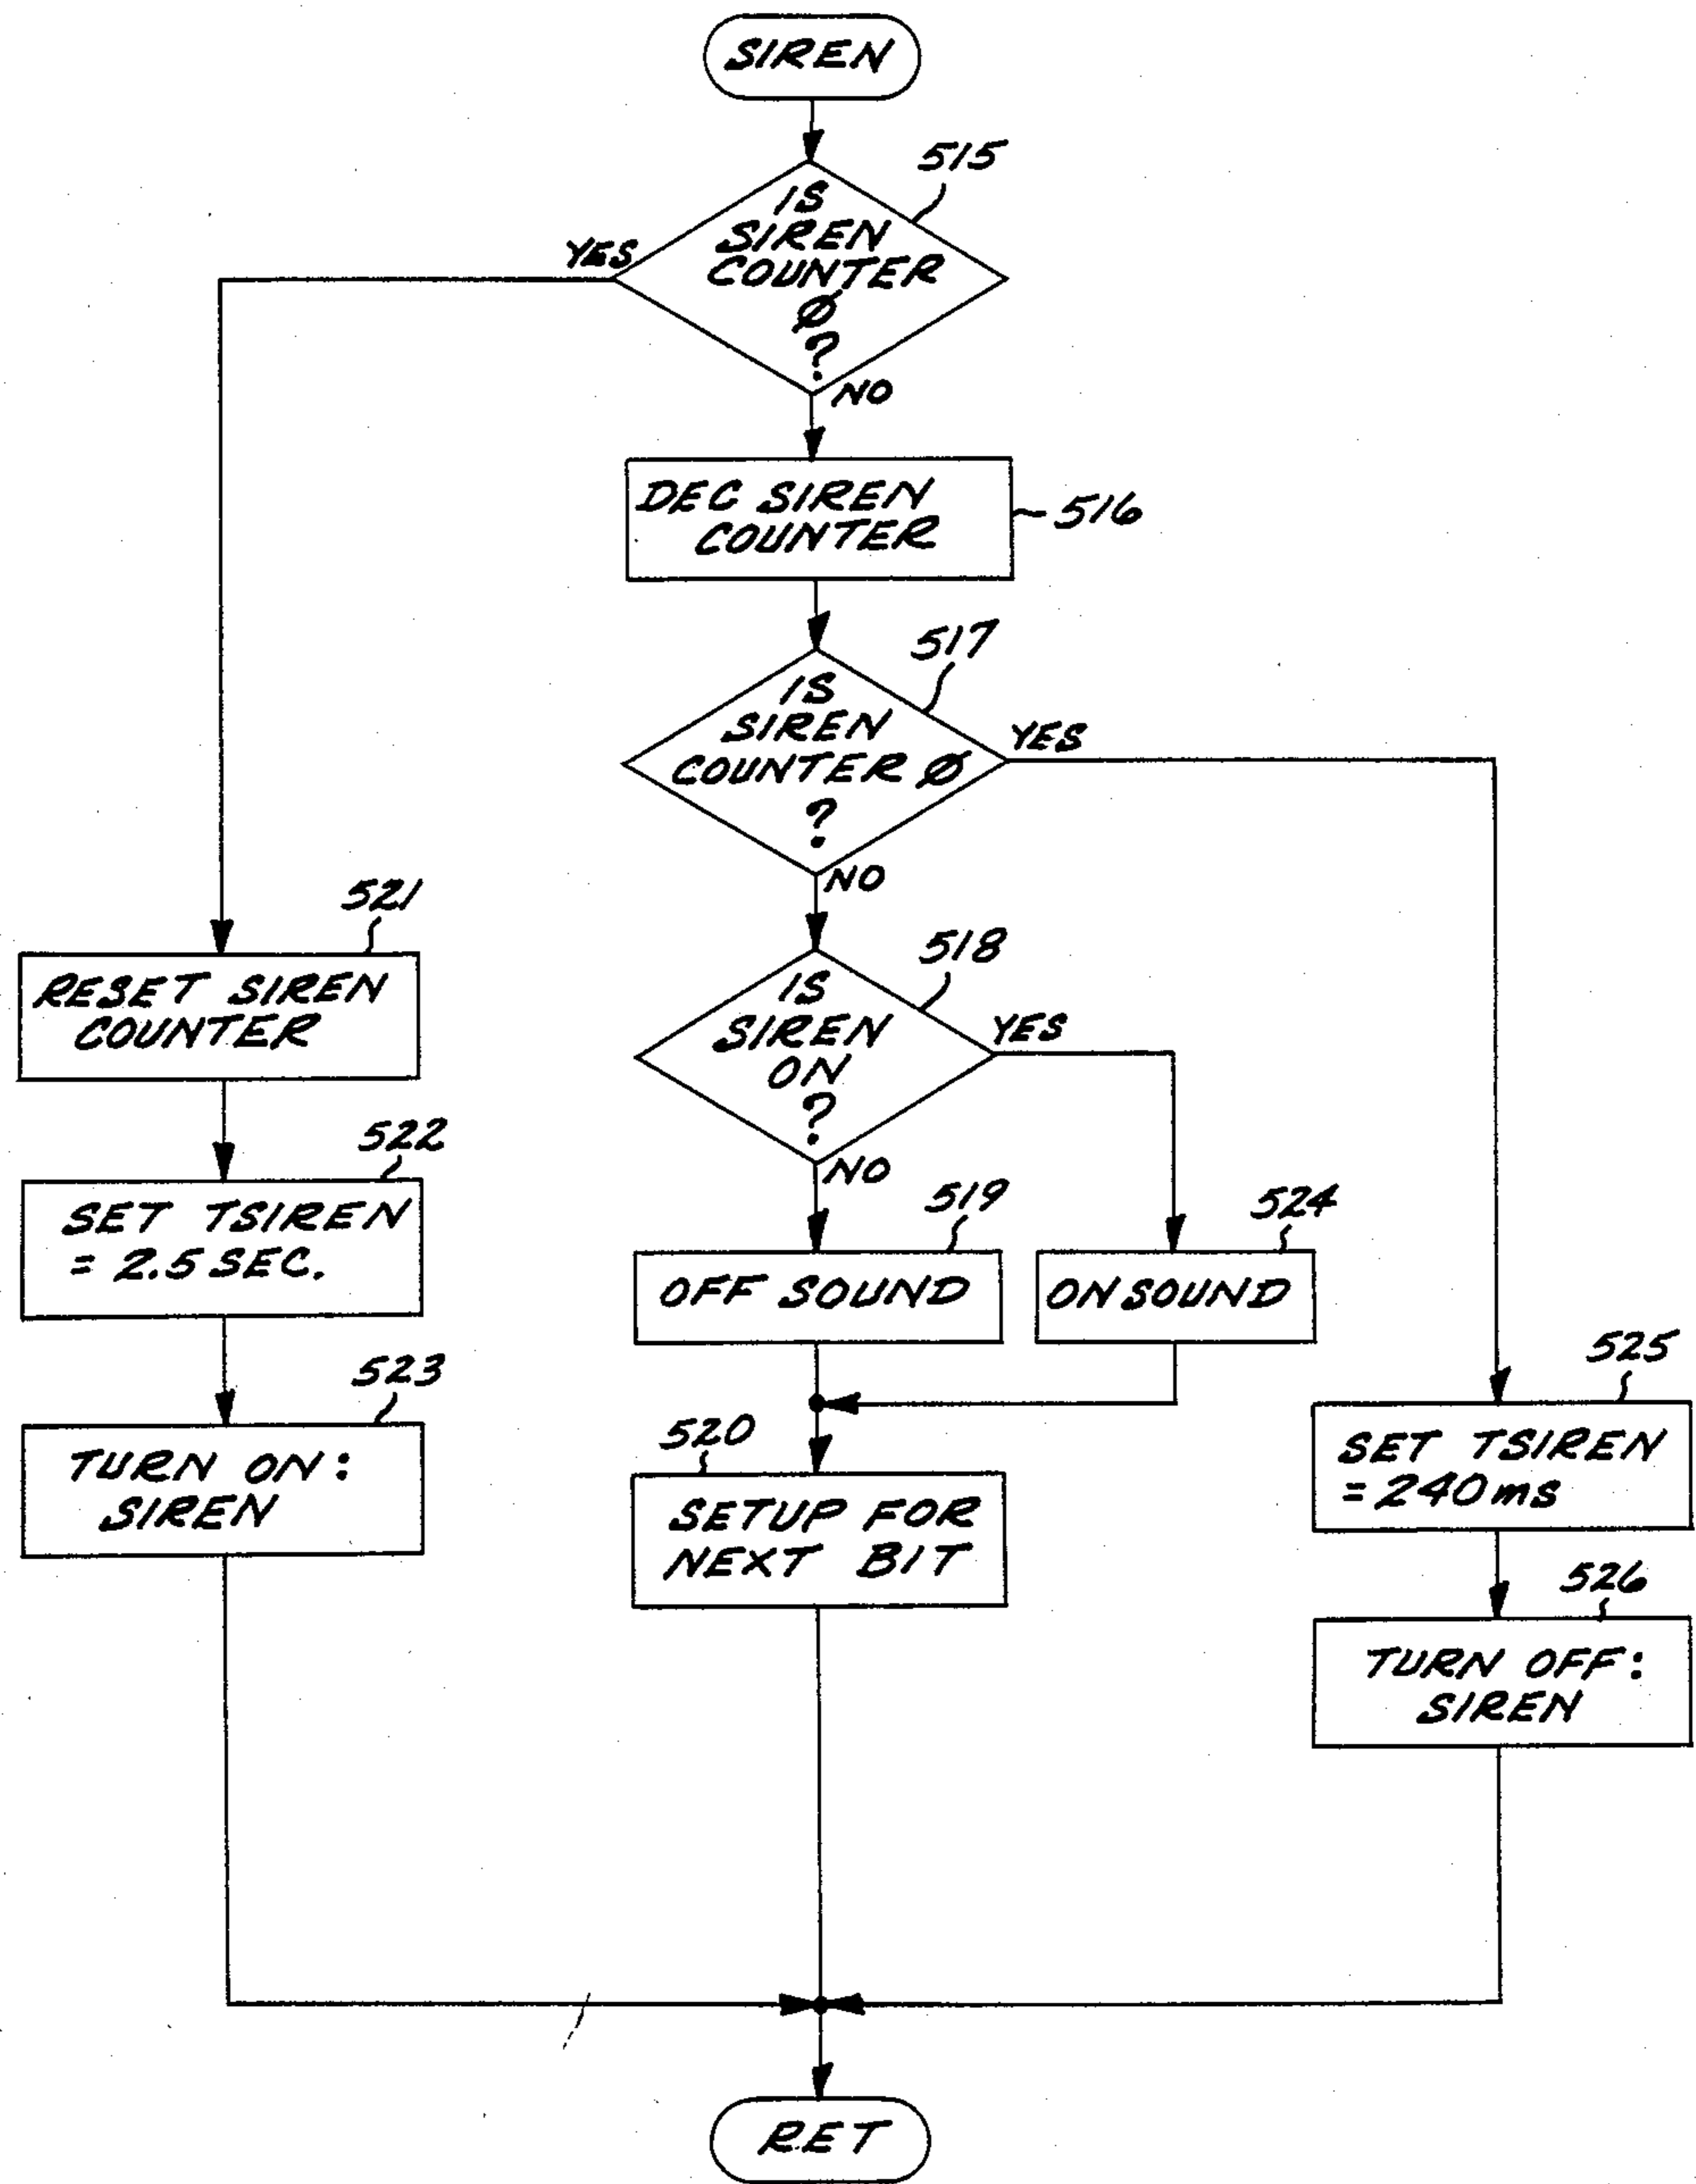 SIREN
515
IS
SIREN
COUNTER
Ø
?
YES
NO
DEC SIREN
COUNTER
516
517
IS
SIREN
COUNTER Ø
?
YES
NO
518
IS
SIREN
ON
?
YES
NO
521
RESET SIREN
COUNTER
522
SET TSIREN
= 2.5 SEC.
523
TURN ON:
SIREN
519
OFF SOUND
524
ON SOUND
520
SETUP FOR
NEXT BIT
525
SET TSIREN
= 240 ms
526
TURN OFF:
SIREN
RET